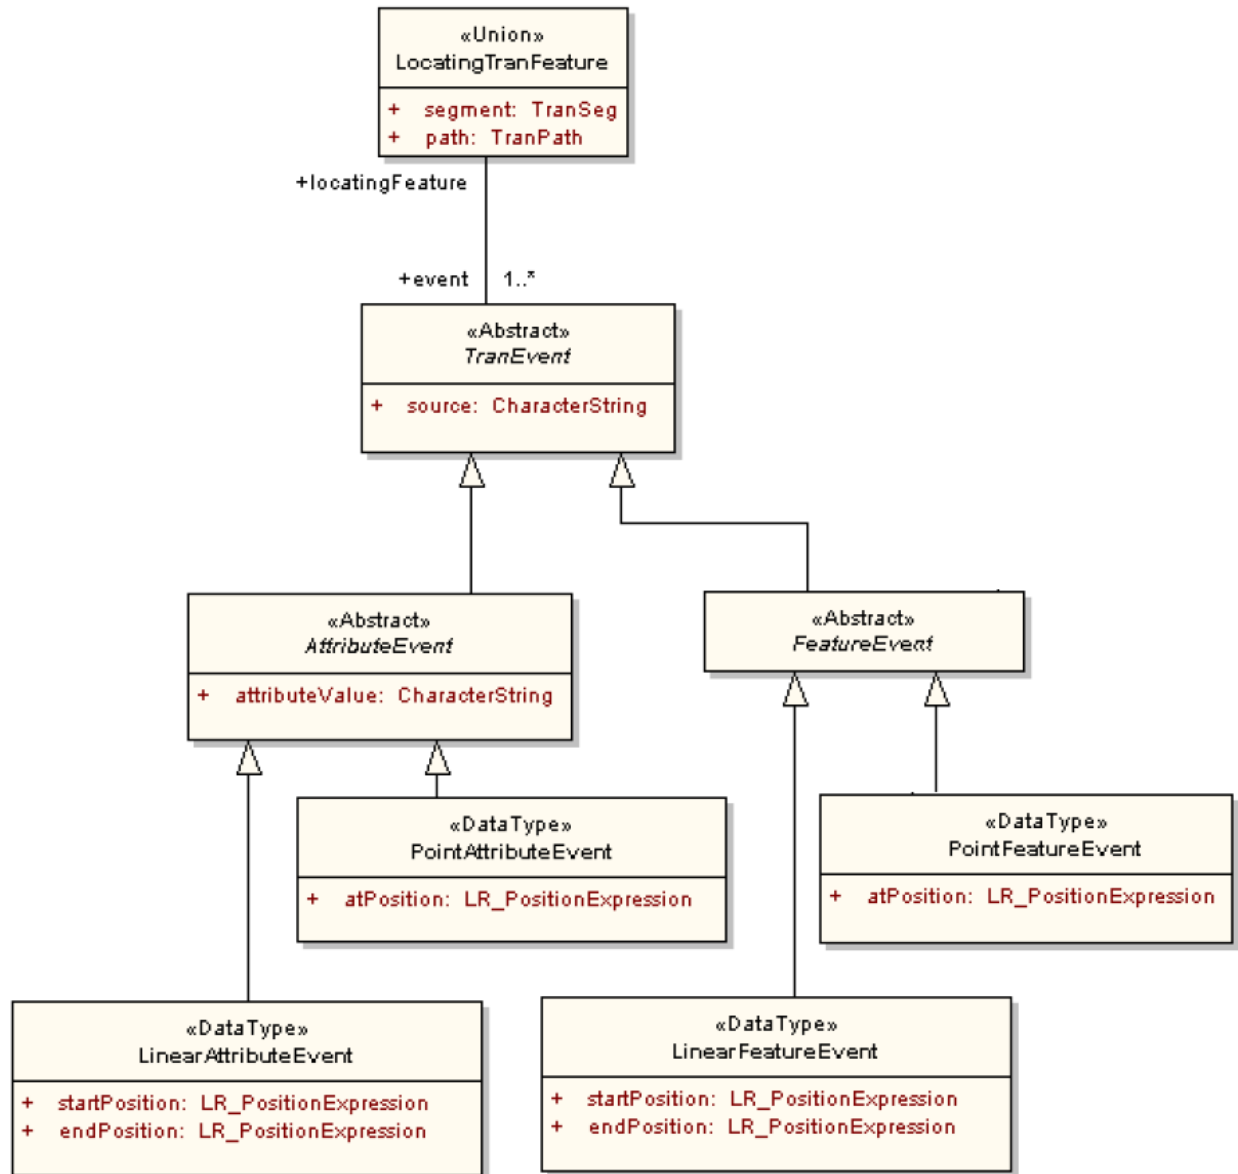 «Union»
LocatingTranFeature
+ segment: TranSeg
+ path: TranPath
+locatingFeature
+event 1..*
«Abstract»
TranEvent
+ source: CharacterString
«Abstract»
AttributeEvent
+ attributeValue: CharacterString
«Abstract»
FeatureEvent
«DataType»
PointAttributeEvent
+ atPosition: LR_PositionExpression
«DataType»
PointFeatureEvent
+ atPosition: LR_PositionExpression
«DataType»
LinearAttributeEvent
+ startPosition: LR_PositionExpression
+ endPosition: LR_PositionExpression
«DataType»
LinearFeatureEvent
+ startPosition: LR_PositionExpression
+ endPosition: LR_PositionExpression